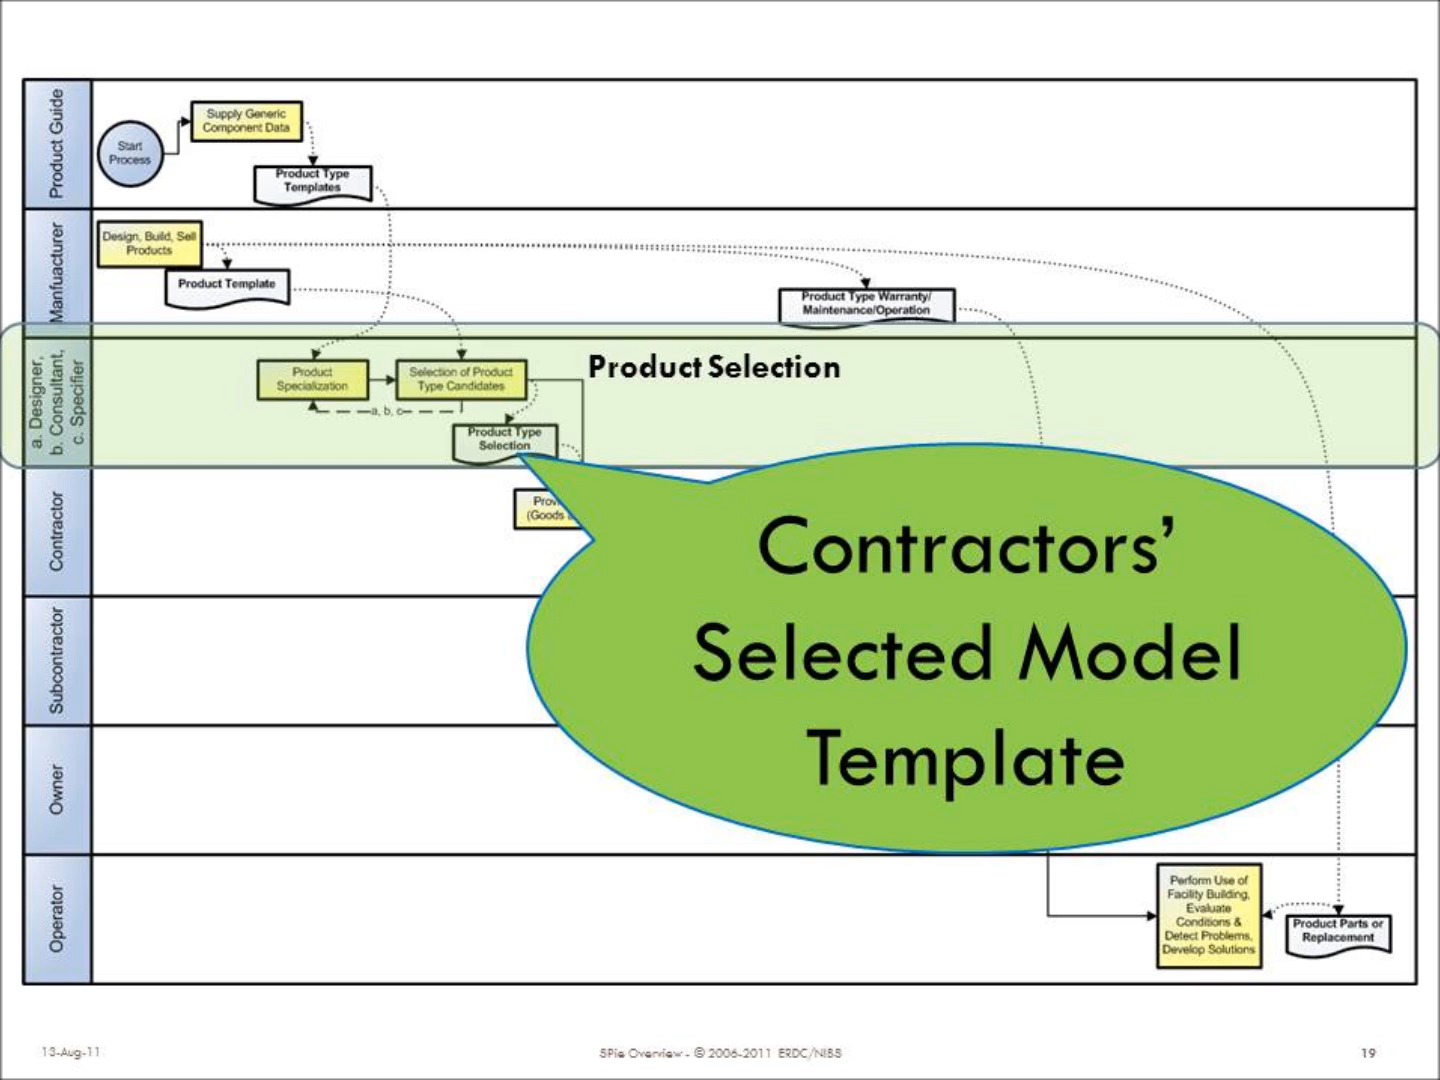 Product Guide
Start
Process
Supply Generic
Component Data
Product Type
Templates
Manfuacturer
Design, Build, Sell
Products
Product Template
Product Type Warranty/
Maintenance/Operation
a. Designer,
b. Consultant,
c. Specifier
Product
Specialization
Selection of Product
Type Candidates
a, b, c
Product Type
Selection
Product Selection
Contractor
(Goods
Contractors’
Selected Model
Template
Subcontractor
Owner
Operator
Perform Use of
Facility Building,
Evaluate
Conditions &
Detect Problems,
Develop Solutions
Product Parts or
Replacement
13-Aug-11
SPie Overview - © 2006-2011 ERDC/NIBS
19